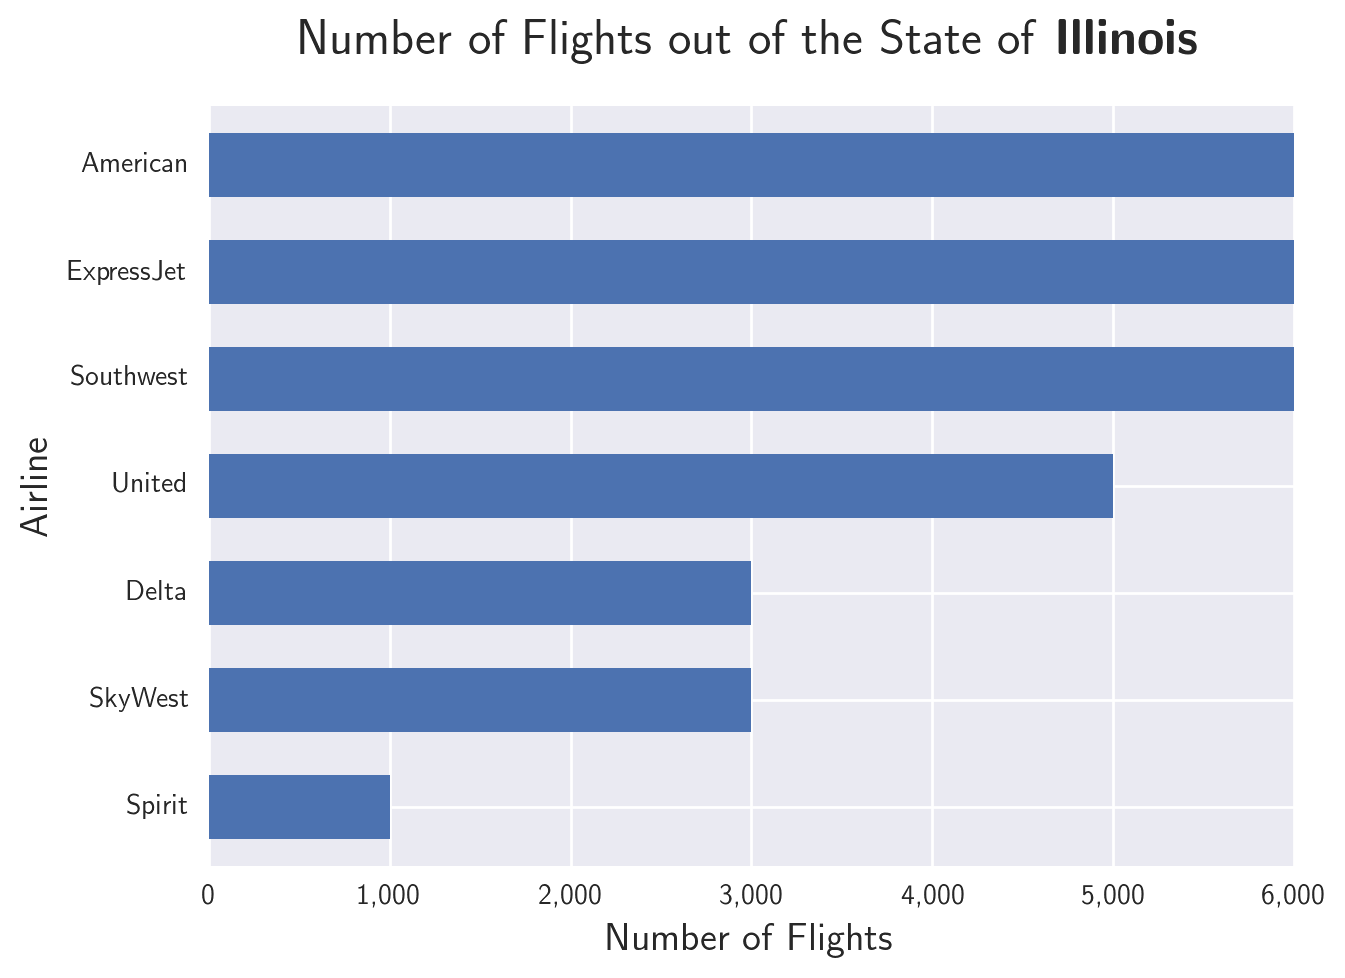 Number of Flights out of the State of Illinois
American
ExpressJet
Southwest
United
Delta
SkyWest
Spirit
Airline
0 1,000 2,000 3,000 4,000 5,000 6,000
Number of Flights